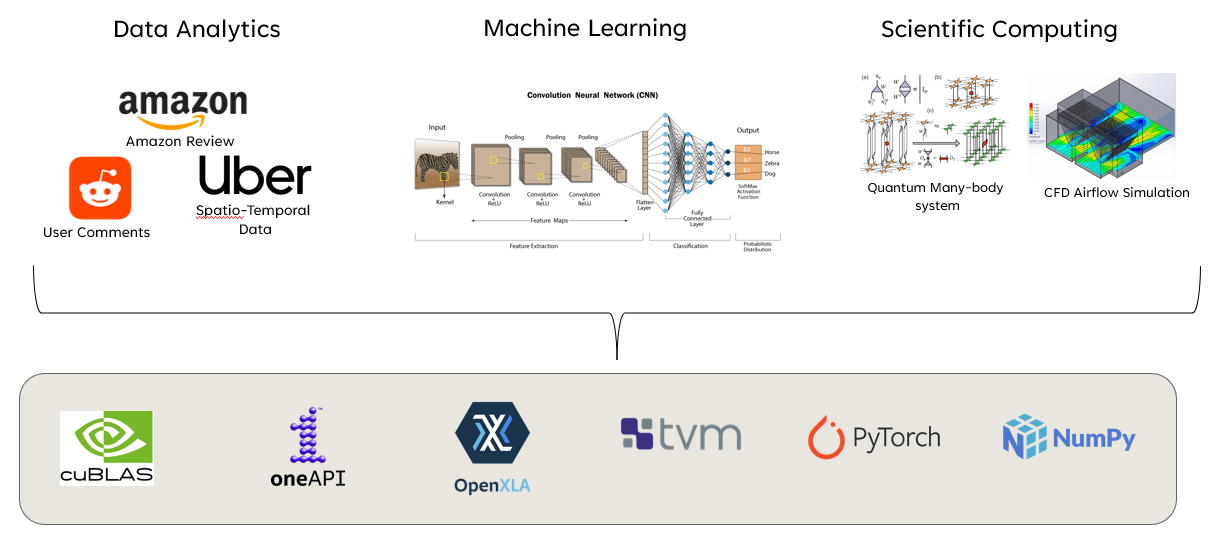 Data Analytics
Machine Learning
Scientific Computing
amazon
Amazon Review
Uber
User Comments
Spatio-Temporal
Data
Convolution Neural Network (CNN)
Input
Output
Pooling Pooling Pooling
Horse
Zebra
Dog
Kernel
Convolution
+
ReLU
Convolution
+
ReLU
Convolution
+
ReLU
Flatten
Layer
SoftMax
Activation
Function
Feature Maps
Fully
Connected
Layer
Feature Extraction
Classification
Probabilistic
Distribution
(a)
(b)
(c)
Quantum Many-body
system
CFD Airflow Simulation
cuBLAS
oneAPI
OpenXLA
tvm
PyTorch
NumPy